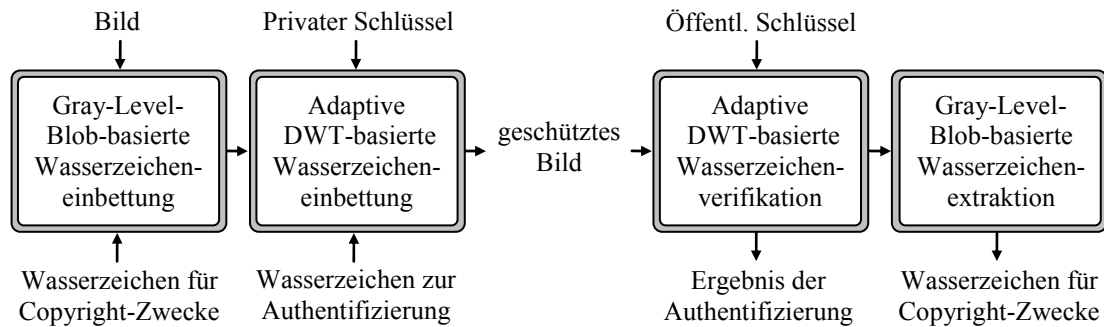 Bild
Privater Schlüssel
Öffentl. Schlüssel
Gray-Level-
Blob-basierte
Wasserzeichen-
einbettung
Adaptive
DWT-basierte
Wasserzeichen-
einbettung
geschütztes
Bild
Adaptive
DWT-basierte
Wasserzeichen-
verifikation
Gray-Level-
Blob-basierte
Wasserzeichen-
extraktion
Wasserzeichen für
Copyright-Zwecke
Wasserzeichen zur
Authentifizierung
Ergebnis der
Authentifizierung
Wasserzeichen für
Copyright-Zwecke